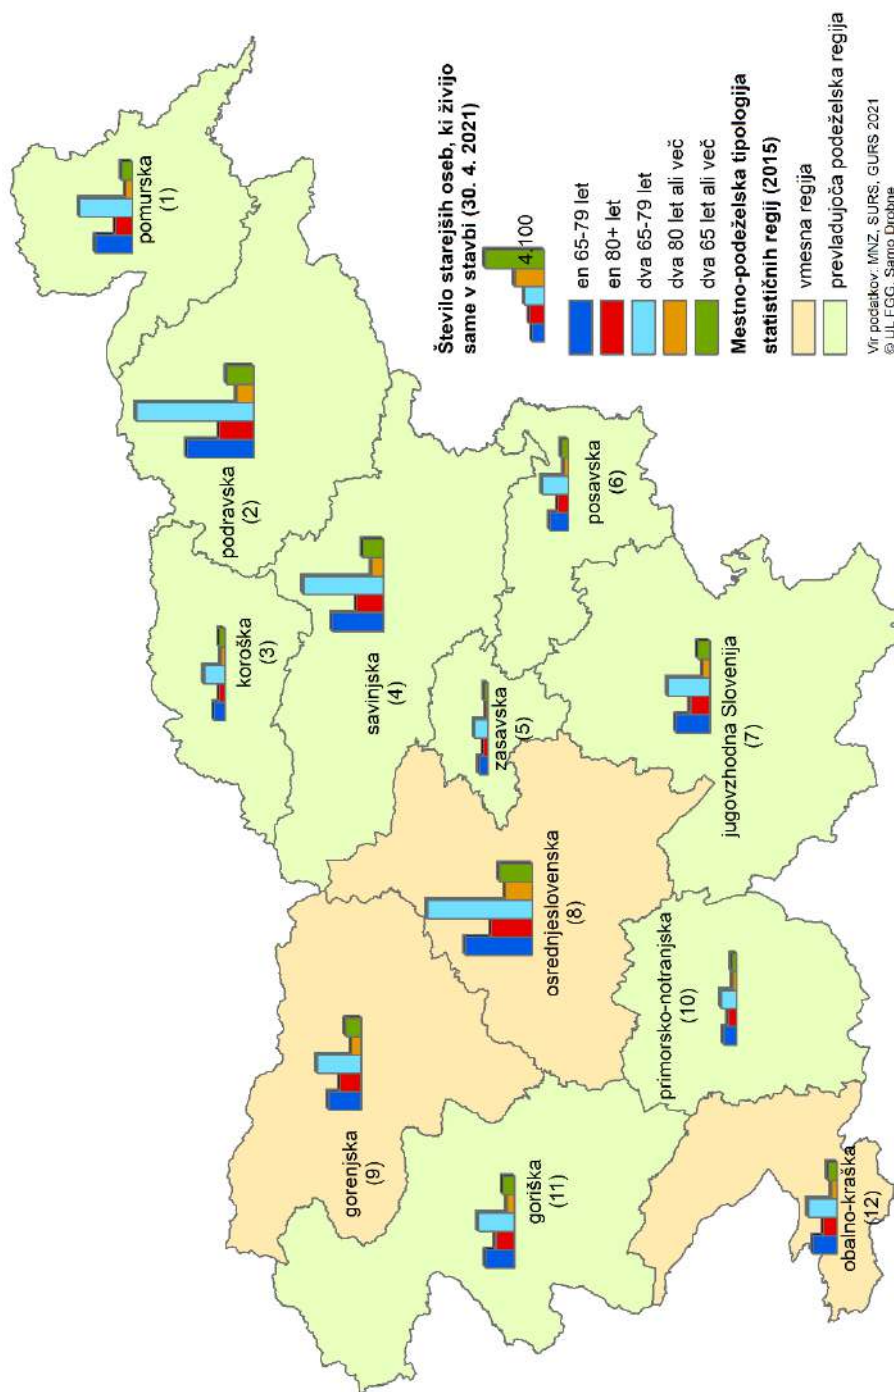 pomurska
(1)
podravska
(2)
koroška
(3)
savinjska
(4)
zasavska
(5)
posavska
(6)
jugovzhodna Slovenija
(7)
osrednjeslovenska
(8)
gorenjska
(9)
primorsko-notranjska
(10)
goriška
(11)
obalno-kraška
(12)
Število starejših oseb, ki živijo
same v stavbi (30. 4. 2021)
4.100
en 65-79 let
en 80+ let
dva 65-79 let
dva 80 let ali več
dva 65 let ali več
Mestno-podeželska tipologija
statističnih regij (2015)
vmesna regija
prevladujoča podeželska regija
Vir podatkov: MNZ, SURS, GURS 2021
© UL FGG, Samo Drobne